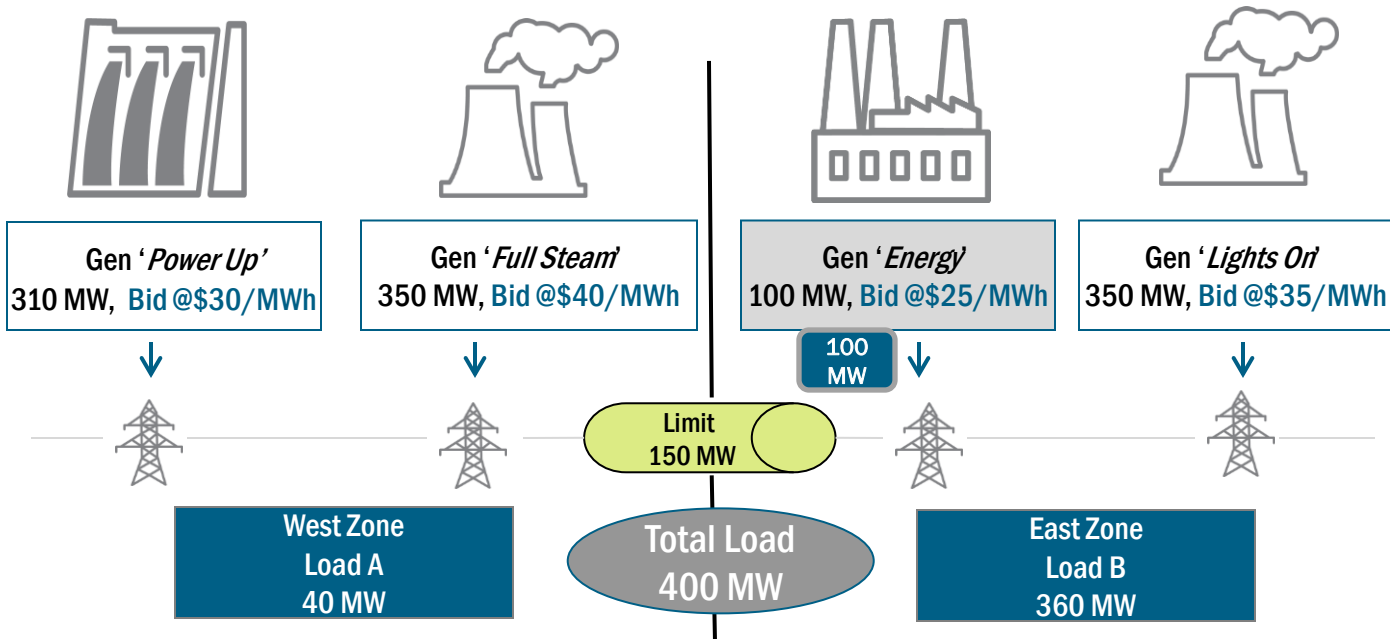 Gen ‘Power Up’
310 MW, Bid @$30/MWh
Gen ‘Full Steam’
350 MW, Bid @$40/MWh
Gen ‘Energy’
100 MW, Bid @$25/MWh
Gen ‘Lights On’
350 MW, Bid @$35/MWh
100
MW
Limit
150 MW
West Zone
Load A
40 MW
Total Load
400 MW
East Zone
Load B
360 MW